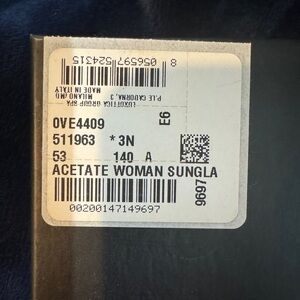 8 056597 524315
LUXOTTICA GROUP SPA
P.LE CADORNA, 3
MILANO
MADE IN ITALY
E6
0VE4409
511963 *3N
53 140 A
ACETATE WOMAN SUNGLA
00200147149697
9697